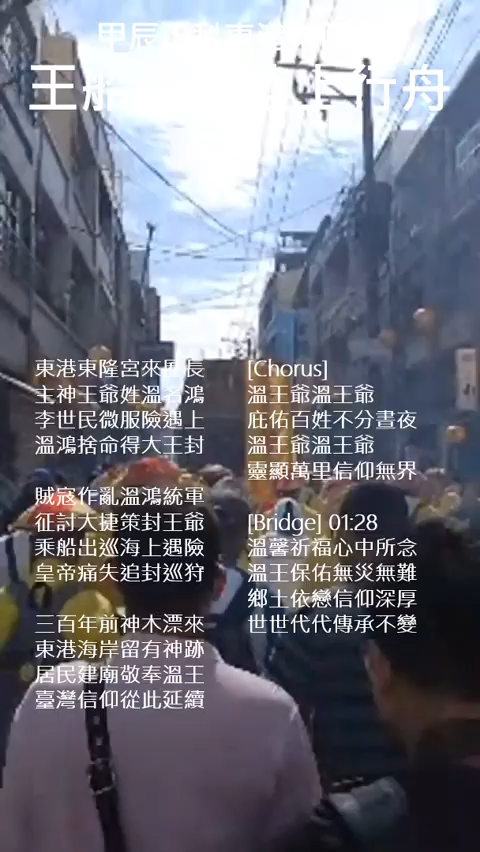 甲辰
王船 上行舟
東港東隆宮來 辰
主神王爺姓溫名鴻
李世民微服險遇上
溫鴻捨命得大王封
賊寇作亂溫鴻統軍
征討大捷策封王爺
乘船出巡海上遇險
皇帝痛失追封巡狩
三百年前神木漂來
東港海岸留有神跡
居民建廟敬奉溫王
臺灣信仰從此延續
[Chorus]
溫王爺溫王爺
庇佑百姓不分晝夜
溫王爺溫王爺
靈顯萬里信仰無界
[Bridge] 01:28
溫馨祈福心中所念
溫王保佑無災無難
鄉土依戀信仰深厚
世世代代傳承不變